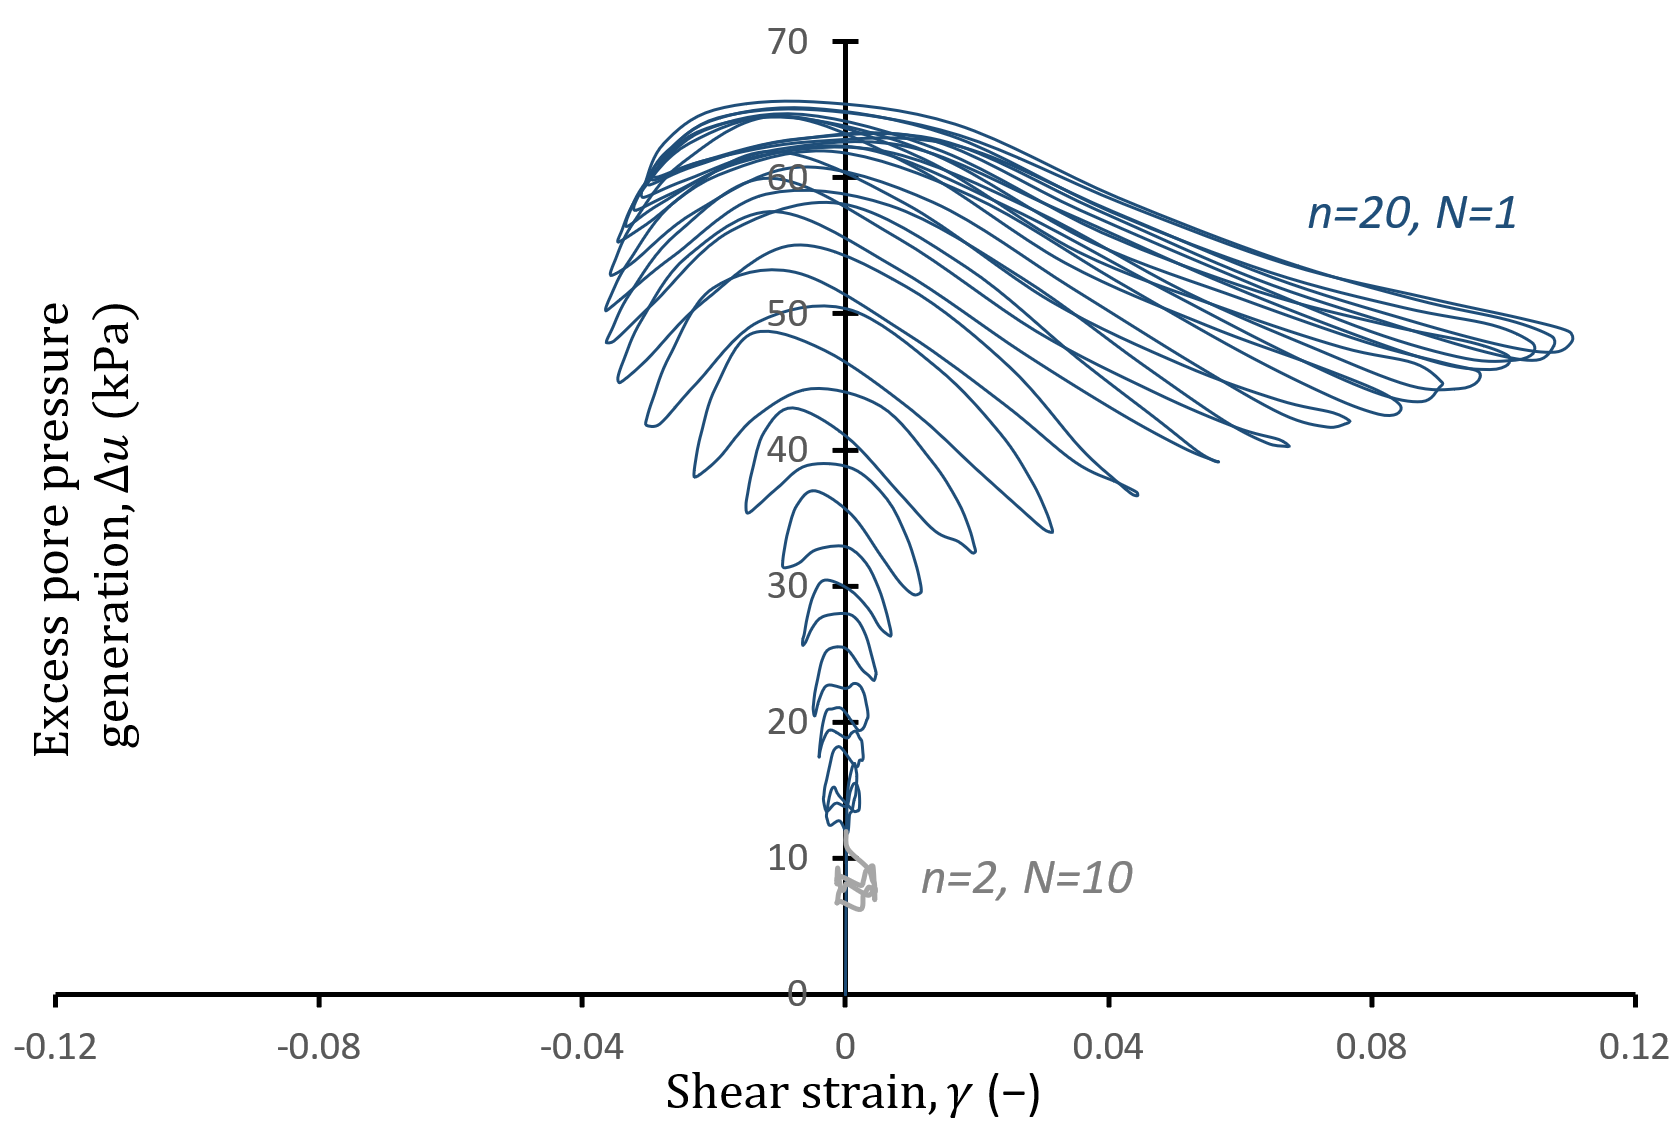 70
60
n=20, N=1
50
40
30
20
10
n=2, N=10
0
Excess pore pressure
generation, Δu (kPa)
-0.12 -0.08 -0.04 0 0.04 0.08 0.12
Shear strain, γ (−)